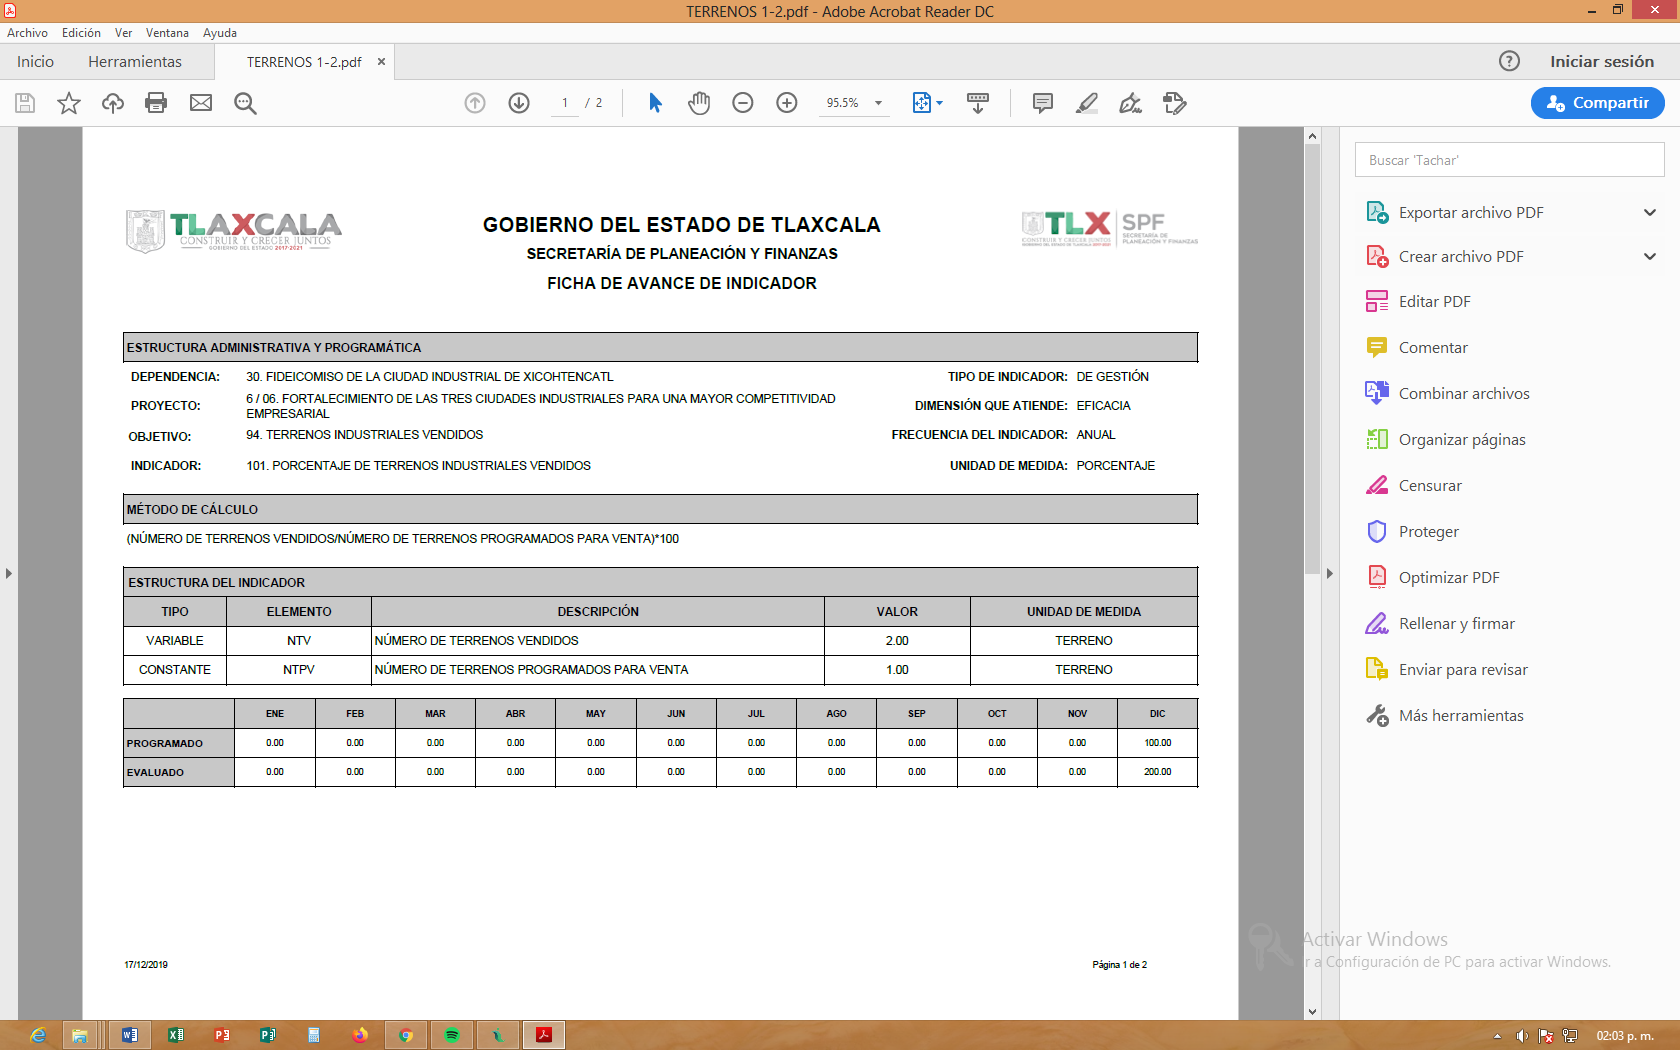 TERRENOS 1-2.pdf - Adobe Acrobat Reader DC
Archivo Edición Ver Ventana Ayuda
Inicio Herramientas TERRENOS 1-2.pdf × ? Iniciar sesión
1 / 2 95.5% Compartir
Buscar 'Tachar'
Exportar archivo PDF
Crear archivo PDF
Editar PDF
Comentar
Combinar archivos
Organizar páginas
Censurar
Proteger
Optimizar PDF
Rellenar y firmar
Enviar para revisar
Más herramientas
TLAXCALA
CONSTRUIR Y CRECER JUNTOS
GOBIERNO DEL ESTADO 2017-2021
GOBIERNO DEL ESTADO DE TLAXCALA
SECRETARÍA DE PLANEACIÓN Y FINANZAS
FICHA DE AVANCE DE INDICADOR
TLX SPF
CONSTRUIR Y CRECER JUNTOS
SECRETARÍA DE
PLANEACIÓN Y FINANZAS
ESTRUCTURA ADMINISTRATIVA Y PROGRAMÁTICA
DEPENDENCIA: 30. FIDEICOMISO DE LA CIUDAD INDUSTRIAL DE XICOHTENCATL TIPO DE INDICADOR: DE GESTIÓN
PROYECTO: 6 / 06. FORTALECIMIENTO DE LAS TRES CIUDADES INDUSTRIALES PARA UNA MAYOR COMPETITIVIDAD
EMPRESARIAL DIMENSIÓN QUE ATIENDE: EFICACIA
OBJETIVO: 94. TERRENOS INDUSTRIALES VENDIDOS FRECUENCIA DEL INDICADOR: ANUAL
INDICADOR: 101. PORCENTAJE DE TERRENOS INDUSTRIALES VENDIDOS UNIDAD DE MEDIDA: PORCENTAJE
MÉTODO DE CÁLCULO
(NÚMERO DE TERRENOS VENDIDOS/NÚMERO DE TERRENOS PROGRAMADOS PARA VENTA)*100
ESTRUCTURA DEL INDICADOR
TIPO ELEMENTO DESCRIPCIÓN VALOR UNIDAD DE MEDIDA
VARIABLE NTV NÚMERO DE TERRENOS VENDIDOS 2.00 TERRENO
CONSTANTE NTPV NÚMERO DE TERRENOS PROGRAMADOS PARA VENTA 1.00 TERRENO
ENE FEB MAR ABR MAY JUN JUL AGO SEP OCT NOV DIC
PROGRAMADO 0.00 0.00 0.00 0.00 0.00 0.00 0.00 0.00 0.00 0.00 0.00 100.00
EVALUADO 0.00 0.00 0.00 0.00 0.00 0.00 0.00 0.00 0.00 0.00 0.00 200.00
17/12/2019 Página 1 de 2
Activar Windows
Ir a Configuración de PC para activar Windows.
02:03 p. m.